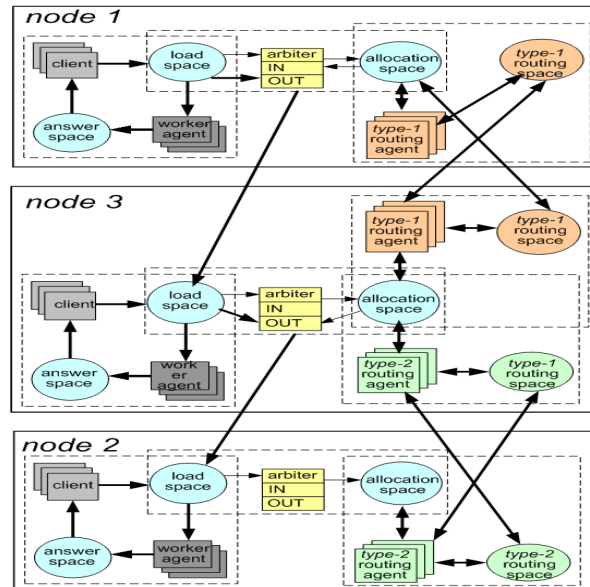 node 1
client
load
space
arbiter
IN
OUT
allocation
space
type-1
routing
space
answer
space
worker
agent
type-1
routing
agent
node 3
type-1
routing
agent
type-1
routing
space
client
load
space
arbiter
IN
OUT
allocation
space
answer
space
work
er
agent
type-2
routing
agent
type-1
routing
space
node 2
client
load
space
arbiter
IN
OUT
allocation
space
answer
space
worker
agent
type-2
routing
agent
type-2
routing
space